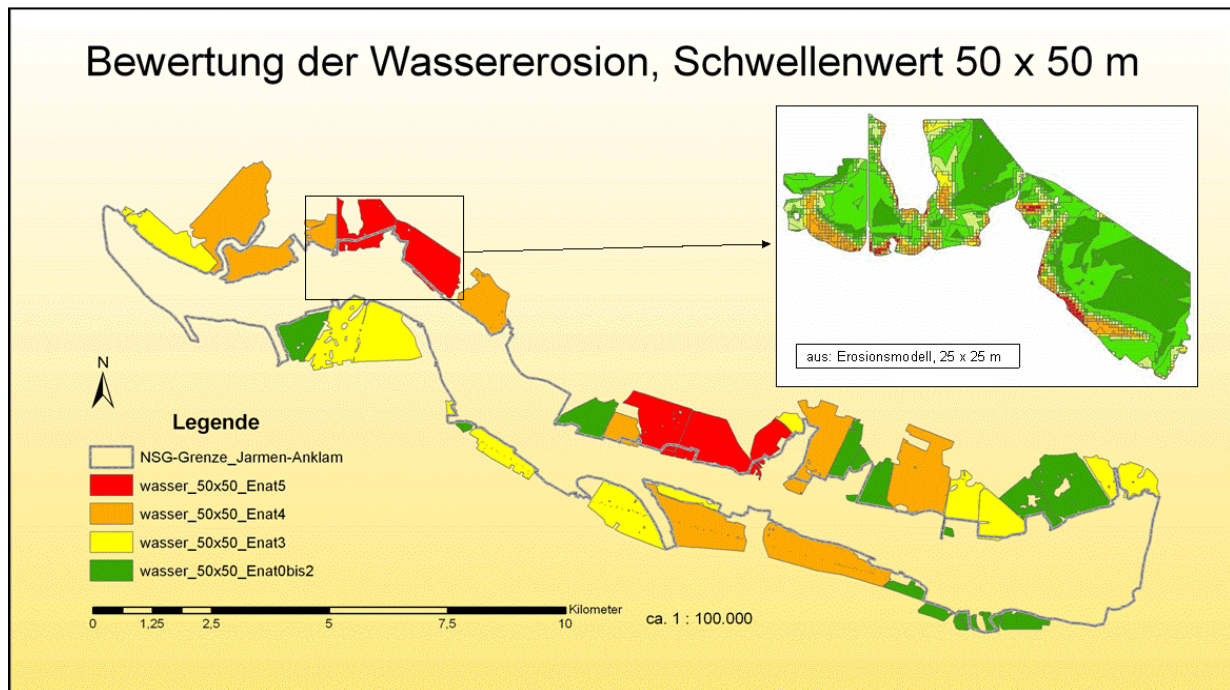 Bewertung der Wassererosion, Schwellenwert 50 x 50 m
aus: Erosionsmodell, 25 x 25 m
N
Legende
NSG-Grenze_Jarmen-Anklam
wasser_50x50_Enat5
wasser_50x50_Enat4
wasser_50x50_Enat3
wasser_50x50_Enat0bis2
Kilometer
0 1,25 2,5 5 7,5 10
ca. 1 : 100.000